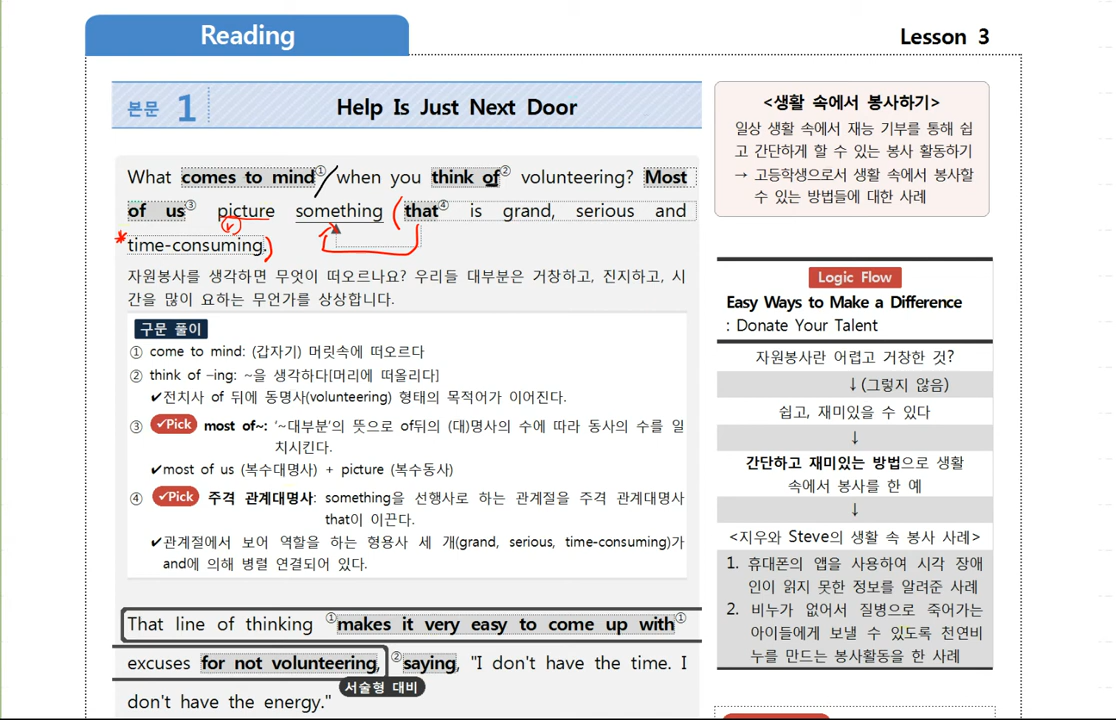 Reading
Lesson 3
본문 1 Help Is Just Next Door
What comes to mind① when you think of② volunteering? Most
of us③ picture something that④ is grand, serious and
time-consuming.
자원봉사를 생각하면 무엇이 떠오르나요? 우리들 대부분은 거창하고, 진지하고, 시
간을 많이 요하는 무언가를 상상합니다.
구문 풀이
① come to mind: (갑자기) 머릿속에 떠오르다
② think of –ing: ~을 생각하다[머리에 떠올리다]
✔전치사 of 뒤에 동명사(volunteering) 형태의 목적어가 이어진다.
③ ✓Pick most of~: '~대부분'의 뜻으로 of뒤의 (대)명사의 수에 따라 동사의 수를 일
치시킨다.
✔most of us (복수대명사) + picture (복수동사)
④ ✓Pick 주격 관계대명사: something을 선행사로 하는 관계절을 주격 관계대명사
that이 이끈다.
✔관계절에서 보어 역할을 하는 형용사 세 개(grand, serious, time-consuming)가
and에 의해 병렬 연결되어 있다.
That line of thinking ①makes it very easy to come up with①
excuses for not volunteering, ②saying, "I don't have the time. I
서술형 대비
don't have the energy."
<생활 속에서 봉사하기>
일상 생활 속에서 재능 기부를 통해 쉽
고 간단하게 할 수 있는 봉사 활동하기
→ 고등학생으로서 생활 속에서 봉사할
수 있는 방법들에 대한 사례
Logic Flow
Easy Ways to Make a Difference
: Donate Your Talent
자원봉사란 어렵고 거창한 것?
↓(그렇지 않음)
쉽고, 재미있을 수 있다
↓
간단하고 재미있는 방법으로 생활
속에서 봉사를 한 예
↓
<지우와 Steve의 생활 속 봉사 사례>
1. 휴대폰의 앱을 사용하여 시각 장애
인이 읽지 못한 정보를 알려준 사례
2. 비누가 없어서 질병으로 죽어가는
아이들에게 보낼 수 있도록 천연비
누를 만드는 봉사활동을 한 사례